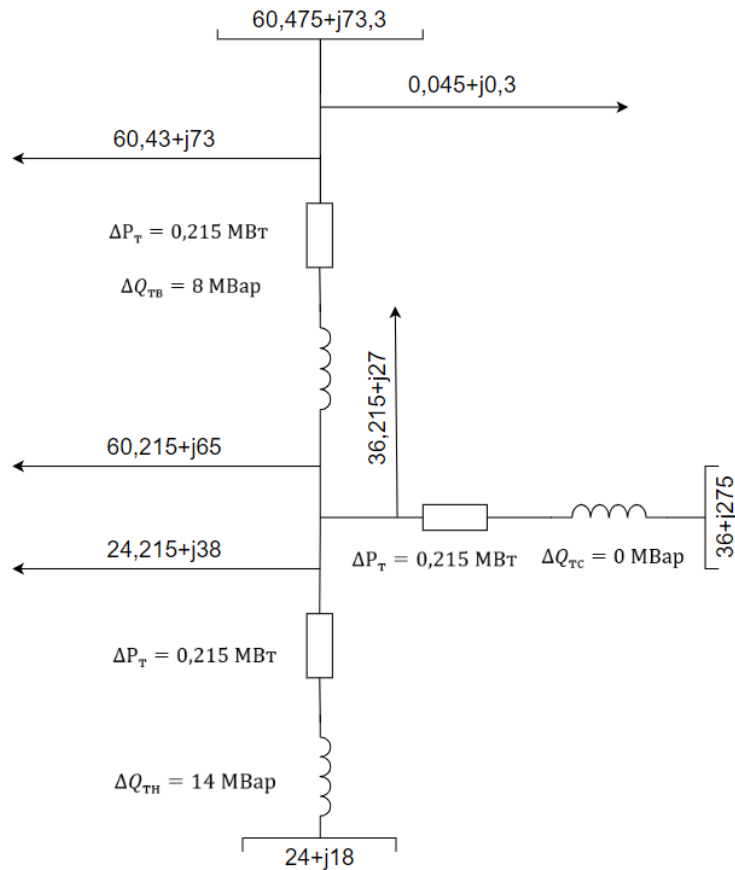 60,475+j73,3
0,045+j0,3
60,43+j73
ΔPт = 0,215 МВт
ΔQтв = 8 МВар
36,215+j27
60,215+j65
36+j275
24,215+j38
ΔPт = 0,215 МВт
ΔQтс = 0 МВар
ΔPт = 0,215 МВт
ΔQтн = 14 МВар
24+j18